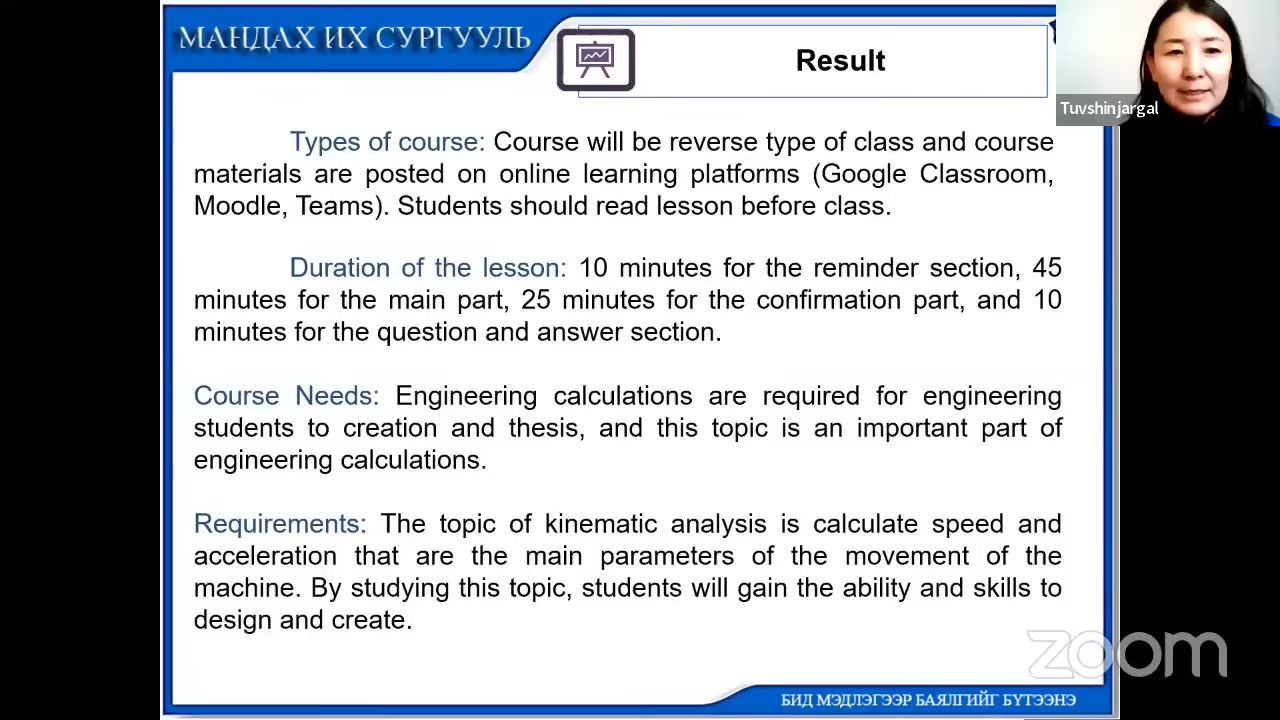 МАНДАХ ИХ СУРГУУЛЬ
Result
Tuvshinjargal
Types of course: Course will be reverse type of class and course
materials are posted on online learning platforms (Google Classroom,
Moodle, Teams). Students should read lesson before class.
Duration of the lesson: 10 minutes for the reminder section, 45
minutes for the main part, 25 minutes for the confirmation part, and 10
minutes for the question and answer section.
Course Needs: Engineering calculations are required for engineering
students to creation and thesis, and this topic is an important part of
engineering calculations.
Requirements: The topic of kinematic analysis is calculate speed and
acceleration that are the main parameters of the movement of the
machine. By studying this topic, students will gain the ability and skills to
design and create.
zoom
БИД МЭДЛЭГЭЭР БАЯЛГИЙГ БҮТЭЭНЭ